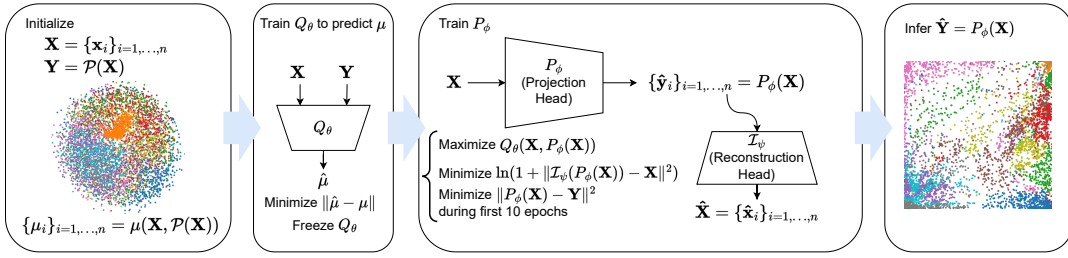 Initialize
X = {x_i}_{i=1,…,n}
Y = 𝒫(X)
{μ_i}_{i=1,…,n} = μ(X, 𝒫(X))
Train Q_θ to predict μ
X Y
Q_θ
μ̂
Minimize ‖μ̂ − μ‖
Freeze Q_θ
Train P_ϕ
X
P_ϕ
(Projection
Head)
{ŷ_i}_{i=1,…,n} = P_ϕ(X)
Maximize Q_θ(X, P_ϕ(X))
Minimize ln(1 + ‖ℐ_ψ(P_ϕ(X)) − X‖²)
Minimize ‖P_ϕ(X) − Y‖²
during first 10 epochs
ℐ_ψ
(Reconstruction
Head)
X̂ = {x̂_i}_{i=1,…,n}
Infer Ŷ = P_ϕ(X)